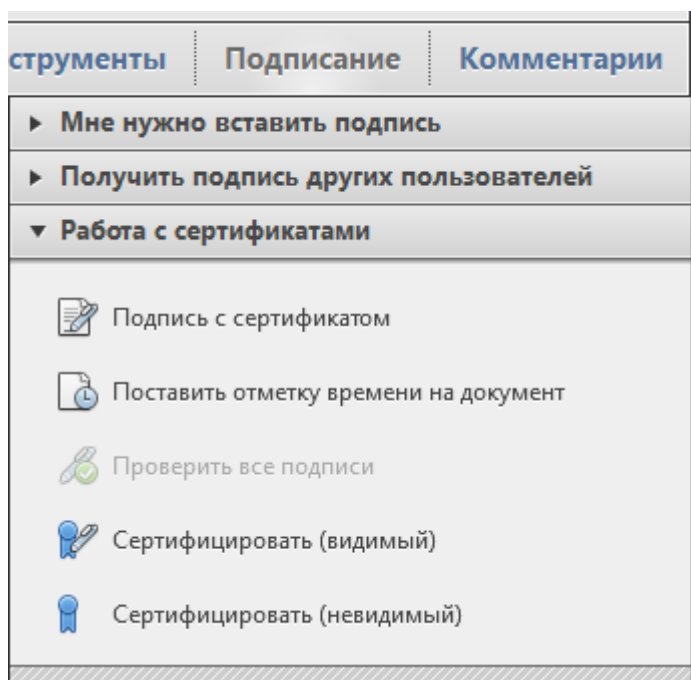 струменты Подписание Комментарии
Мне нужно вставить подпись
Получить подпись других пользователей
Работа с сертификатами
Подпись с сертификатом
Поставить отметку времени на документ
Проверить все подписи
Сертифицировать (видимый)
Сертифицировать (невидимый)